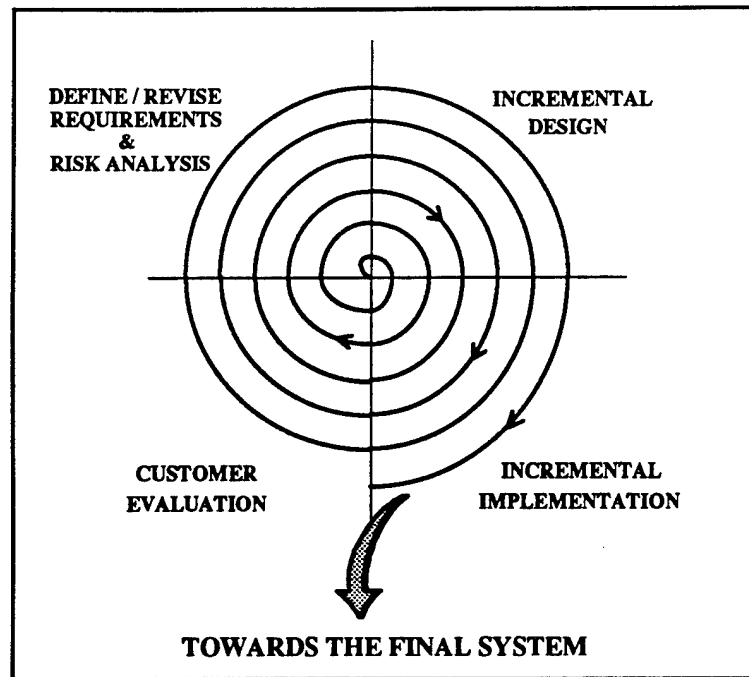 DEFINE / REVISE
REQUIREMENTS
&
RISK ANALYSIS
INCREMENTAL
DESIGN
CUSTOMER
EVALUATION
INCREMENTAL
IMPLEMENTATION
TOWARDS THE FINAL SYSTEM